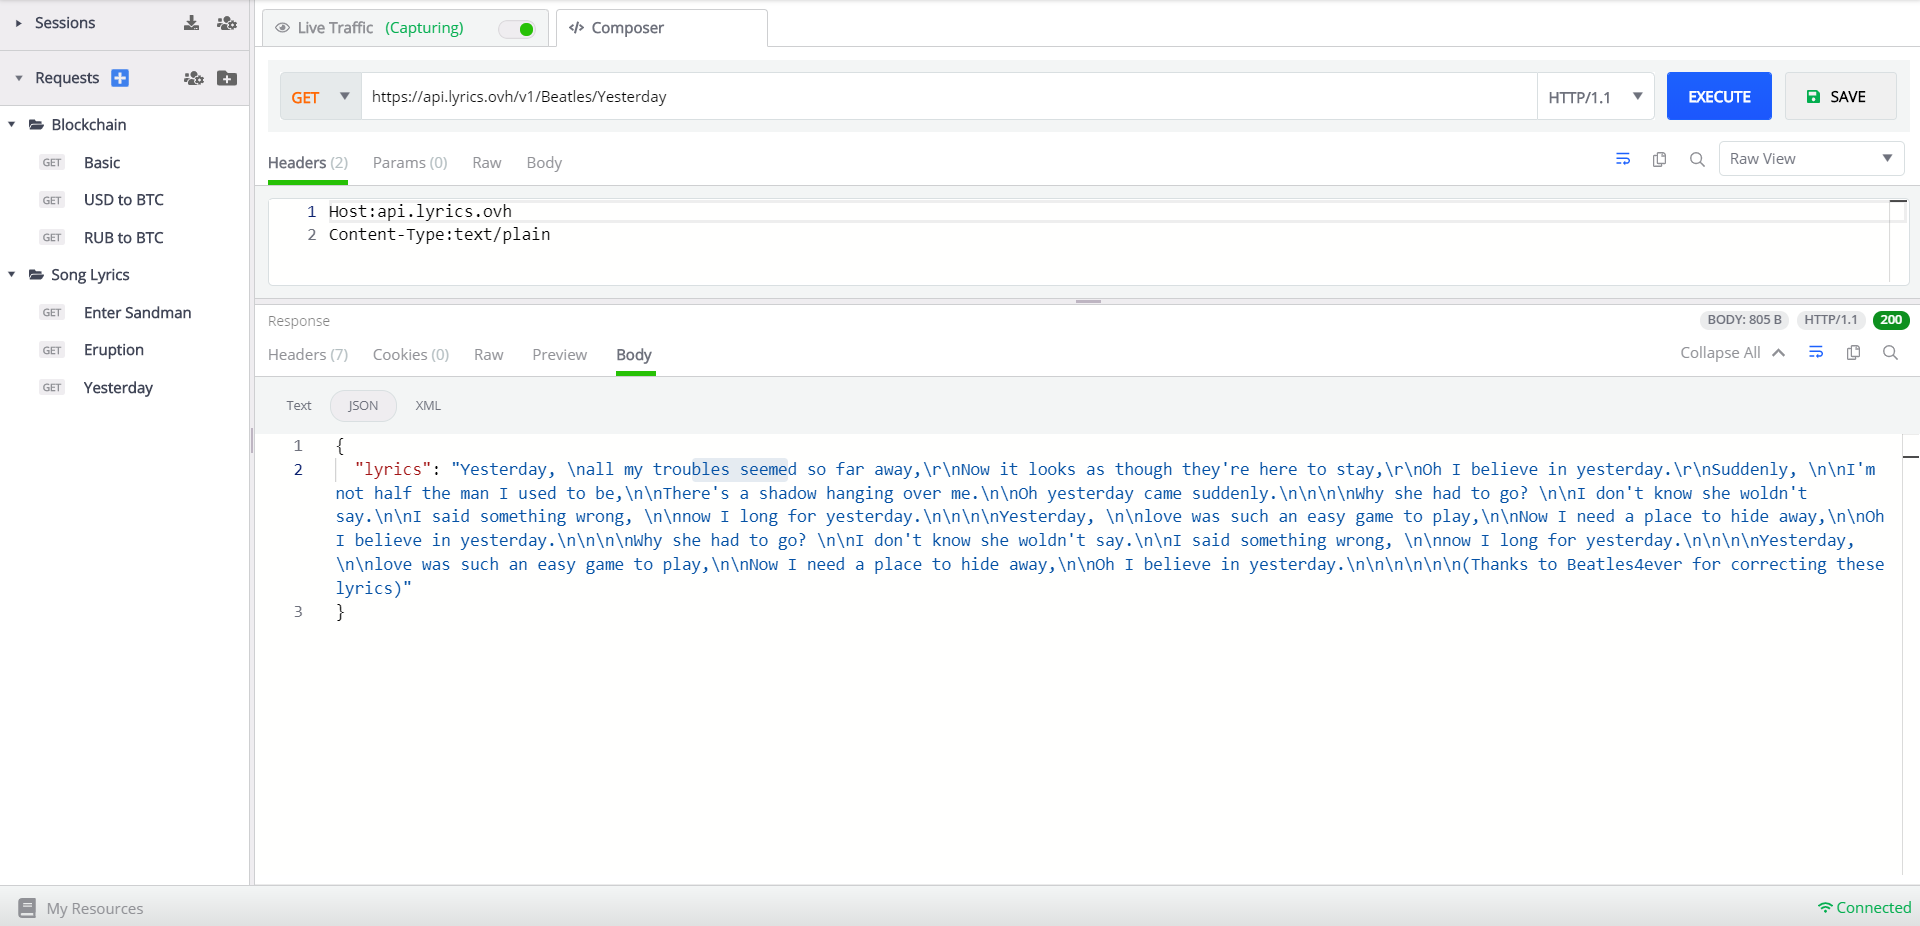 Sessions
Requests
Blockchain
GET Basic
GET USD to BTC
GET RUB to BTC
Song Lyrics
GET Enter Sandman
GET Eruption
GET Yesterday
Live Traffic (Capturing)
</> Composer
GET https://api.lyrics.ovh/v1/Beatles/Yesterday HTTP/1.1 EXECUTE SAVE
Headers (2) Params (0) Raw Body Raw View
1 Host:api.lyrics.ovh
2 Content-Type:text/plain
Response BODY: 805 B HTTP/1.1 200
Headers (7) Cookies (0) Raw Preview Body Collapse All
Text JSON XML
1 {
2 "lyrics": "Yesterday, \nall my troubles seemed so far away,\r\nNow it looks as though they're here to stay,\r\nOh I believe in yesterday.\r\nSuddenly, \n\nI'm
not half the man I used to be,\n\nThere's a shadow hanging over me.\n\nOh yesterday came suddenly.\n\n\n\nWhy she had to go? \n\nI don't know she woldn't
say.\n\nI said something wrong, \n\nnow I long for yesterday.\n\n\n\nYesterday, \n\nlove was such an easy game to play,\n\nNow I need a place to hide away,\n\nOh
I believe in yesterday.\n\n\n\nWhy she had to go? \n\nI don't know she woldn't say.\n\nI said something wrong, \n\nnow I long for yesterday.\n\n\n\nYesterday,
\n\nlove was such an easy game to play,\n\nNow I need a place to hide away,\n\nOh I believe in yesterday.\n\n\n\n\n\n(Thanks to Beatles4ever for correcting these
lyrics)"
3 }
My Resources
Connected